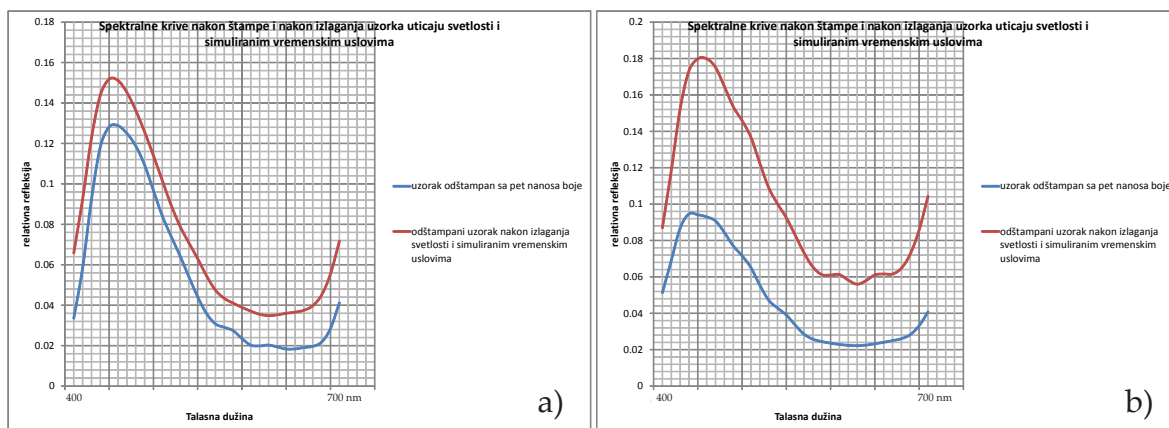 Spektralne krive nakon štampe i nakon izlaganja uzorka uticaju svetlosti i
simuliranim vremenskim uslovima
0.18
0.16
0.14
0.12
0.1
0.08
0.06
0.04
0.02
0
relativna refleksija
400
700 nm
Talasna dužina
uzorak odštampan sa pet nanosa boje
odštampani uzorak nakon izlaganja
svetlosti i simuliranim vremenskim
uslovima
a)
Spektralne krive nakon štampe i nakon izlaganja uzorka uticaju svetlosti i
simuliranim vremenskim uslovima
0.2
0.18
0.16
0.14
0.12
0.1
0.08
0.06
0.04
0.02
0
relativna refleksija
400
700 nm
Talasna dužina
uzorak odštampan sa pet nanosa boje
odštampani uzorak nakon izlaganja
svetlosti i simuliranim vremenskim
uslovima
b)